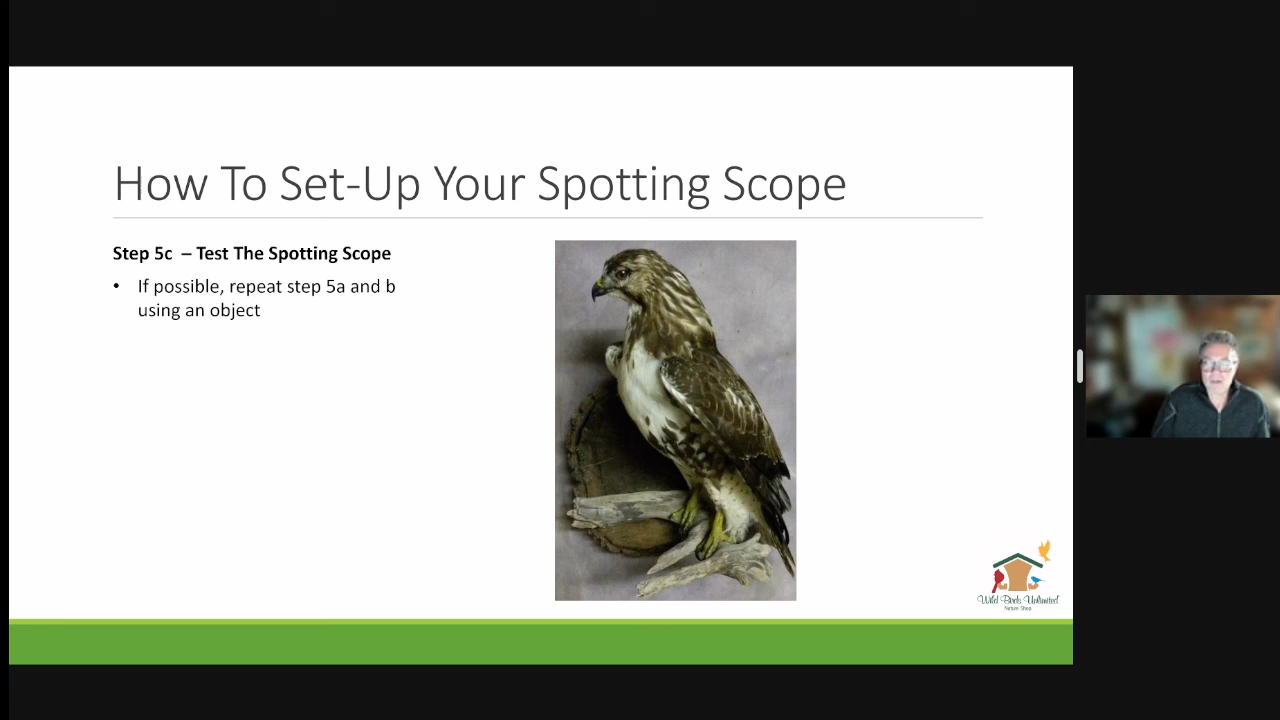 How To Set-Up Your Spotting Scope
Step 5c – Test The Spotting Scope
• If possible, repeat step 5a and b
using an object
Wild Birds Unlimited
Nature Shop